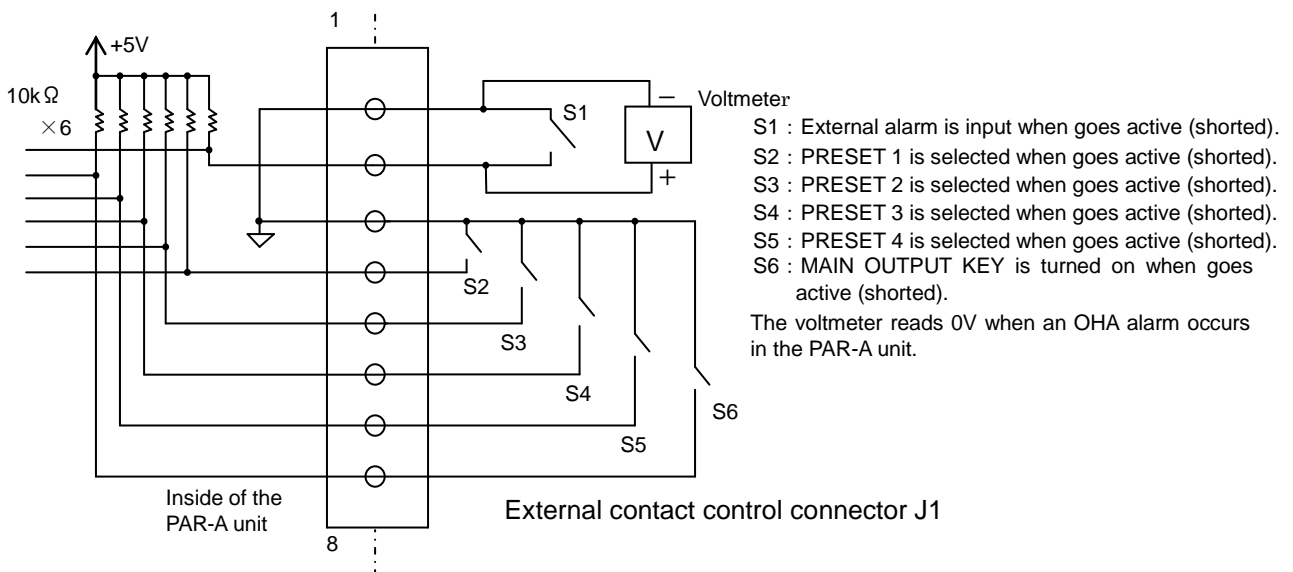 1
+5V
10kΩ
×6
S1
−
V
+
Voltmeter
S1 : External alarm is input when goes active (shorted).
S2 : PRESET 1 is selected when goes active (shorted).
S3 : PRESET 2 is selected when goes active (shorted).
S4 : PRESET 3 is selected when goes active (shorted).
S5 : PRESET 4 is selected when goes active (shorted).
S6 : MAIN OUTPUT KEY is turned on when goes
active (shorted).
The voltmeter reads 0V when an OHA alarm occurs
in the PAR-A unit.
S2
S3
S4
S5
S6
Inside of the
PAR-A unit
8
External contact control connector J1